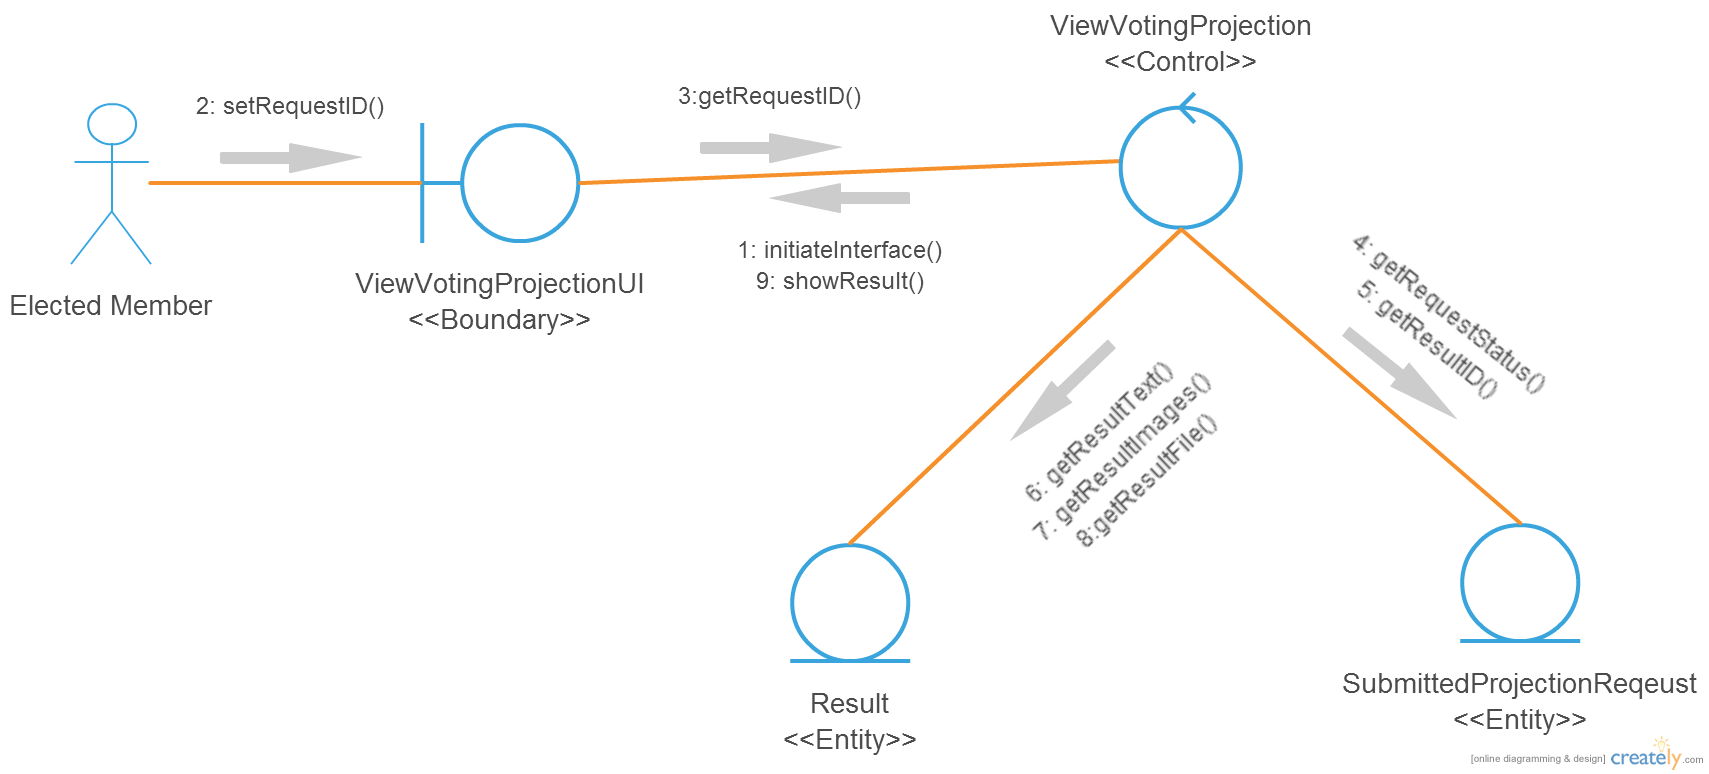 ViewVotingProjection
<<Control>>
2: setRequestID()
3:getRequestID()
1: initiateInterface()
9: showResult()
ViewVotingProjectionUI
<<Boundary>>
Elected Member
4: getRequestStatus()
5: getResultID()
6: getResultText()
7: getResultImages()
8:getResultFile()
Result
<<Entity>>
SubmittedProjectionReqeust
<<Entity>>
[online diagramming & design] creately.com